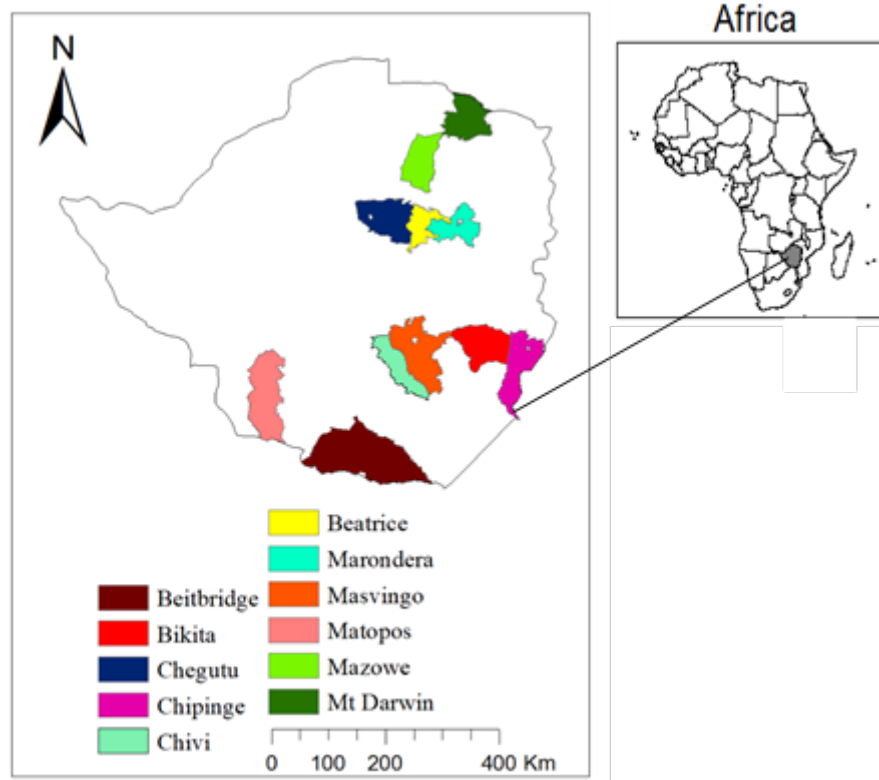 Africa
N
Beatrice
Marondera
Masvingo
Matopos
Mazowe
Mt Darwin
Beitbridge
Bikita
Chegutu
Chipinge
Chivi
0 100 200 400 Km